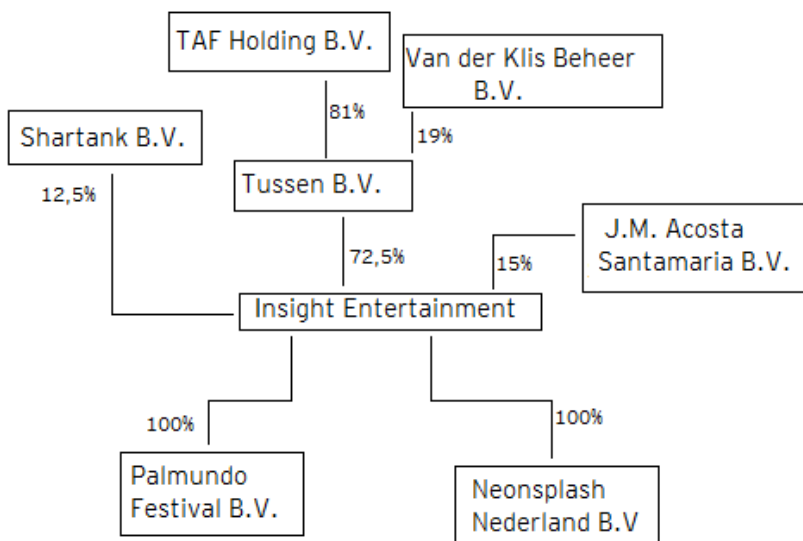 TAF Holding B.V.
Van der Klis Beheer
B.V.
81%
19%
Shartank B.V.
12,5%
Tussen B.V.
72,5%
J.M. Acosta
Santamaria B.V.
15%
Insight Entertainment
100%
100%
Palmundo
Festival B.V.
Neonsplash
Nederland B.V